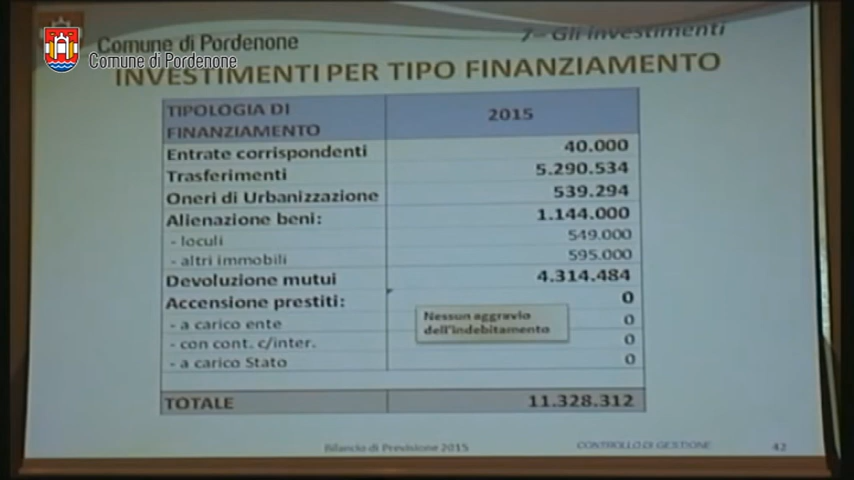 7- Gli investimenti
Comune di Pordenone
Comune di Pordenone
INVESTIMENTI PER TIPO FINANZIAMENTO
TIPOLOGIA DI
FINANZIAMENTO 2015
Entrate corrispondenti 40.000
Trasferimenti 5.290.534
Oneri di Urbanizzazione 539.294
Alienazione beni: 1.144.000
- loculi 549.000
- altri immobili 595.000
Devoluzione mutui 4.314.484
Accensione prestiti: 0
Nessun aggravio
dell'indebitamento
- a carico ente 0
- con cont. c/inter. 0
- a carico Stato 0
TOTALE 11.328.312
Bilancio di Previsione 2015 CONTROLLO DI GESTIONE 42